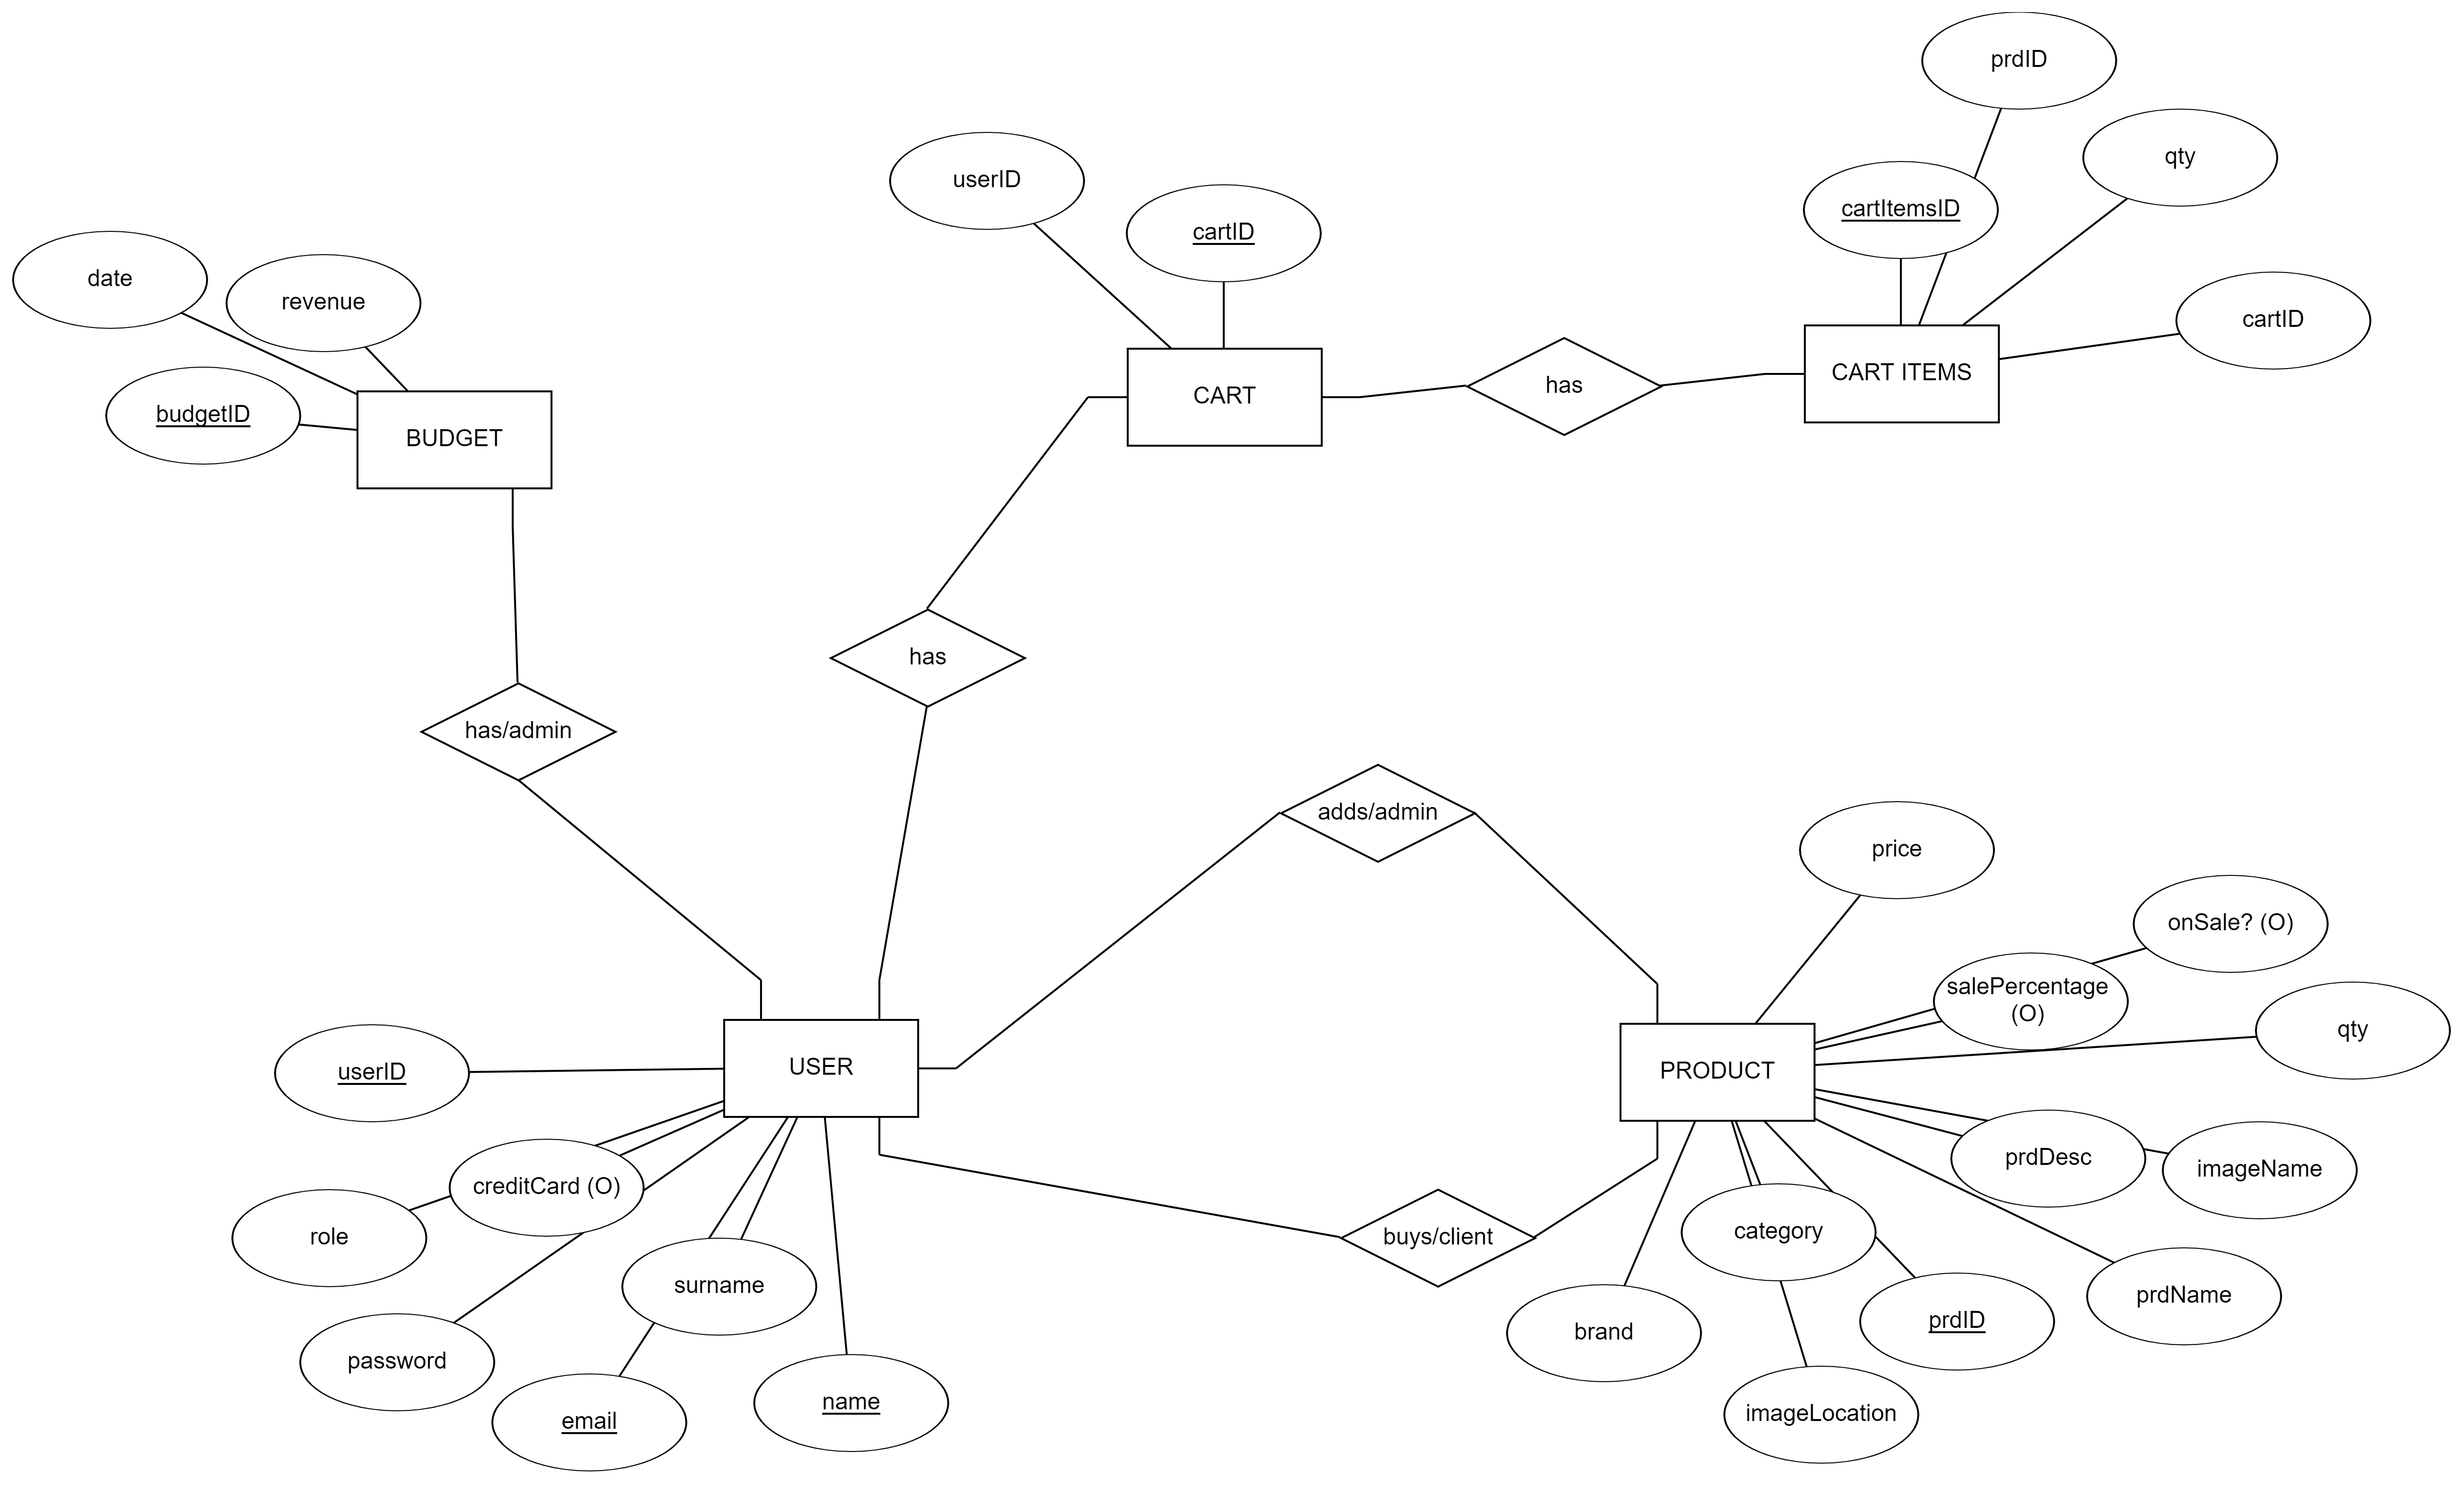 prdID
qty
userID
cartItemsID
cartID
date
revenue
cartID
CART ITEMS
has
CART
budgetID
BUDGET
has
has/admin
adds/admin
price
onSale? (O)
salePercentage
(O)
qty
userID
USER
PRODUCT
prdDesc
imageName
creditCard (O)
category
role
buys/client
surname
prdName
prdID
brand
password
name
imageLocation
email